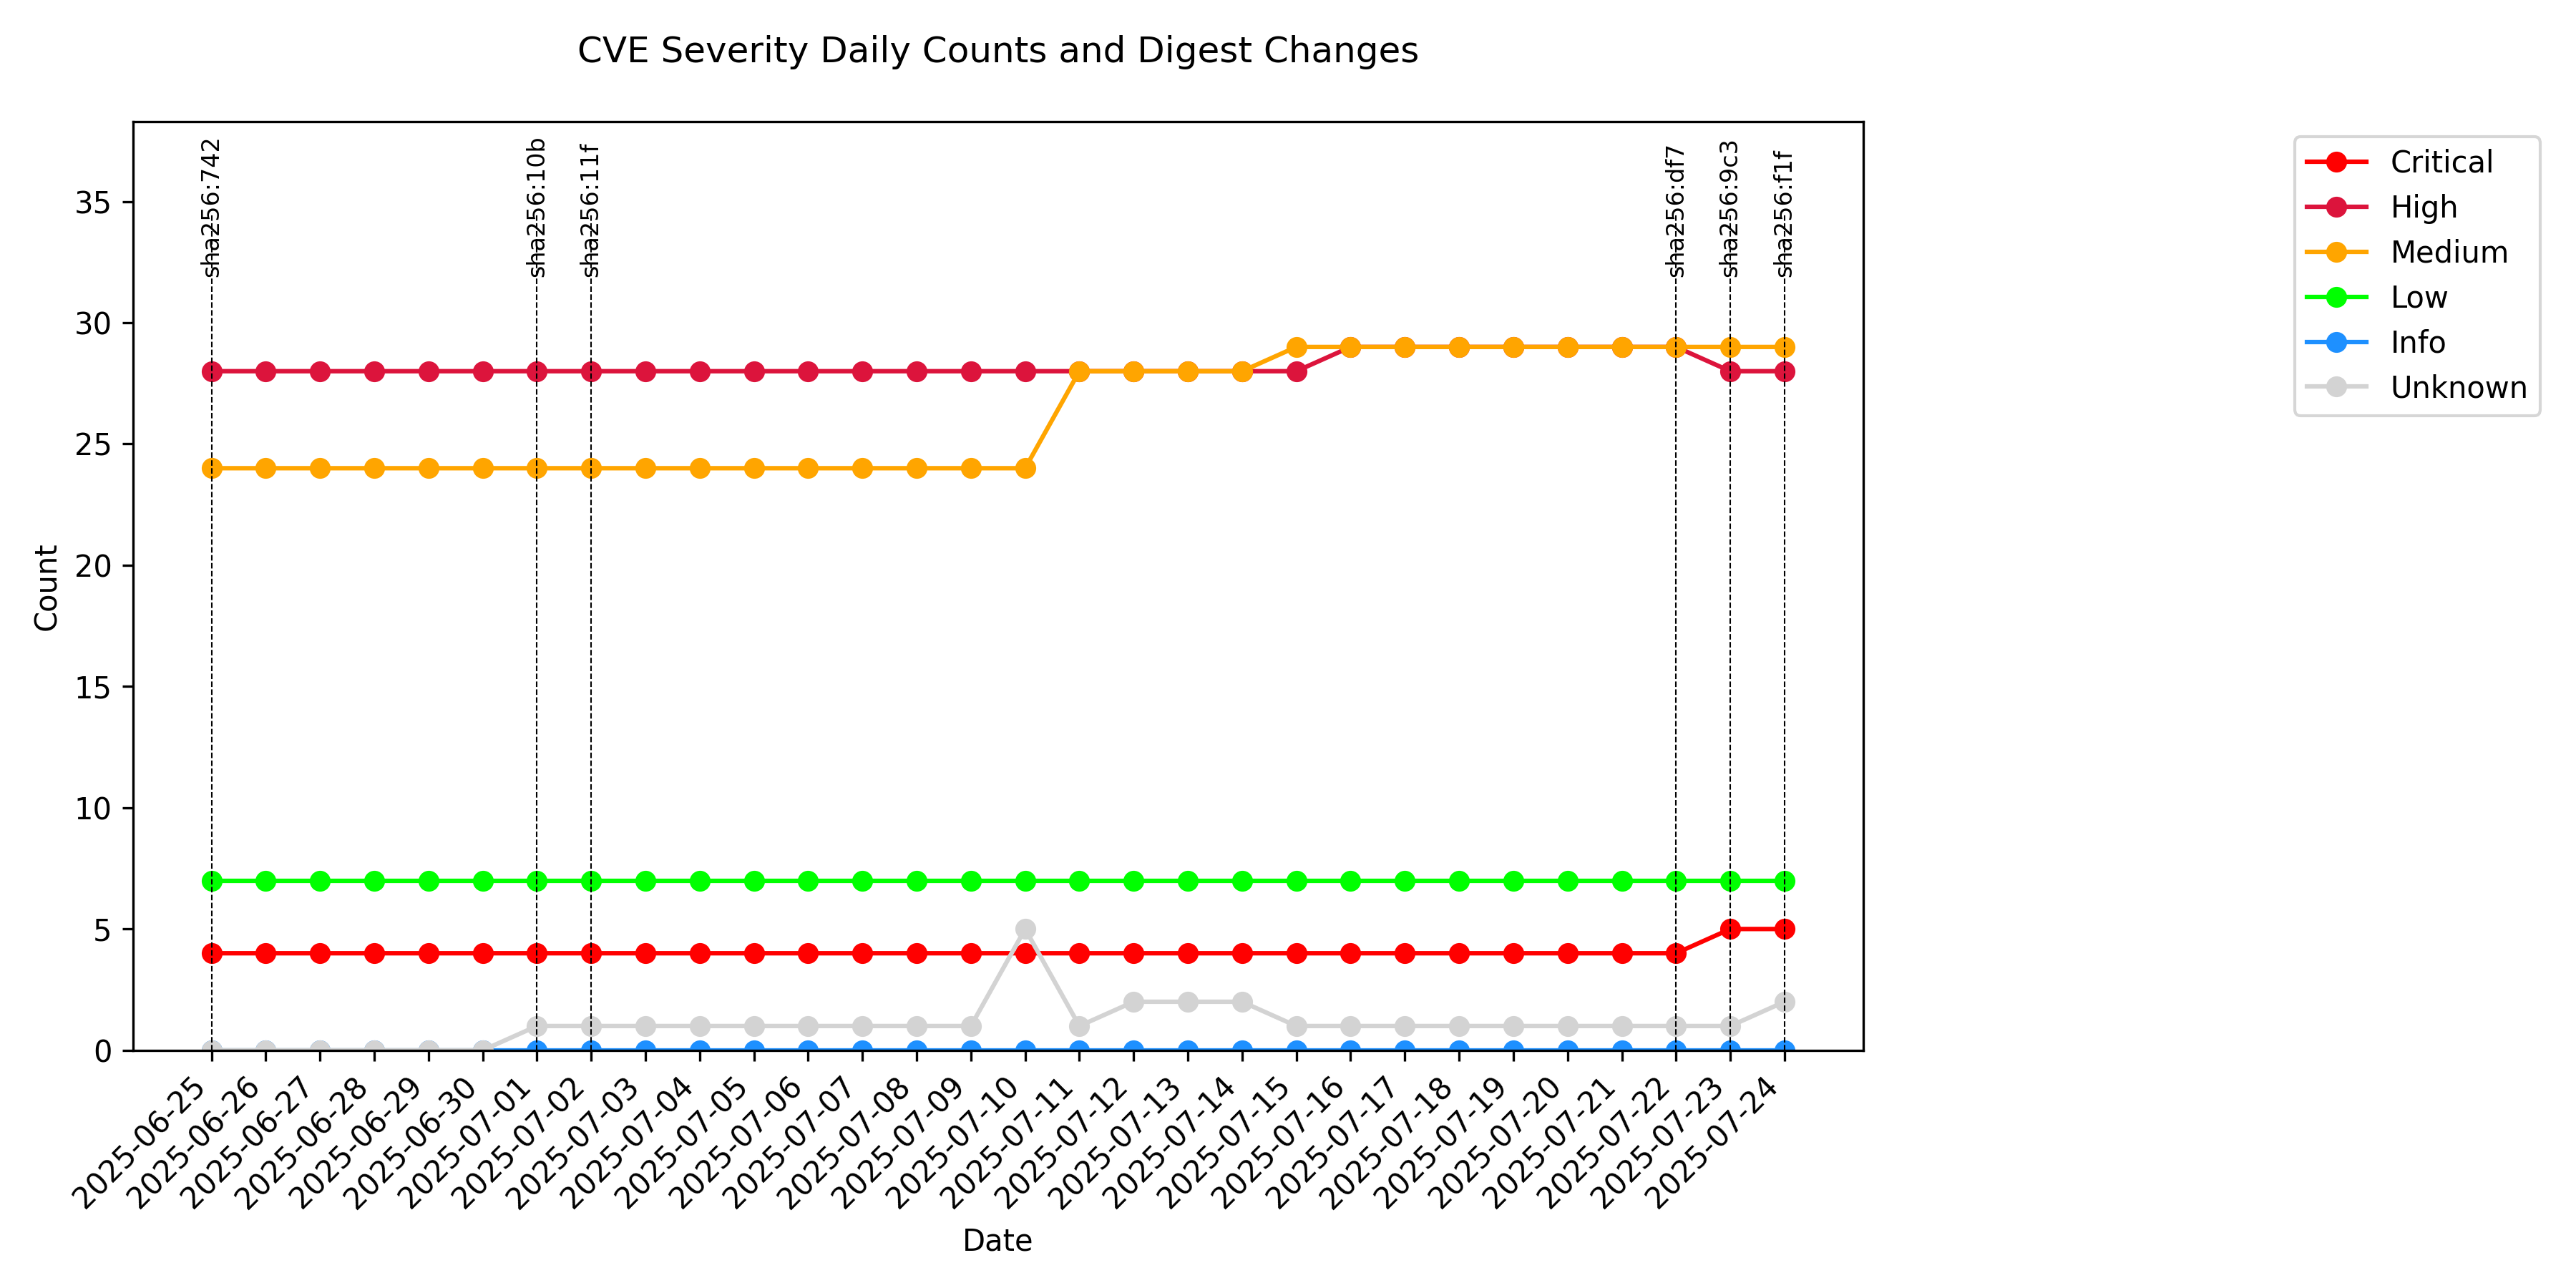 CVE Severity Daily Counts and Digest Changes
sha256:742
sha256:10b
sha256:11f
sha256:df7
sha256:9c3
sha256:f1f
Critical
High
Medium
Low
Info
Unknown
Count
35
30
25
20
15
10
5
0
2025-06-25
2025-06-26
2025-06-27
2025-06-28
2025-06-29
2025-06-30
2025-07-01
2025-07-02
2025-07-03
2025-07-04
2025-07-05
2025-07-06
2025-07-07
2025-07-08
2025-07-09
2025-07-10
2025-07-11
2025-07-12
2025-07-13
2025-07-14
2025-07-15
2025-07-16
2025-07-17
2025-07-18
2025-07-19
2025-07-20
2025-07-21
2025-07-22
2025-07-23
2025-07-24
Date